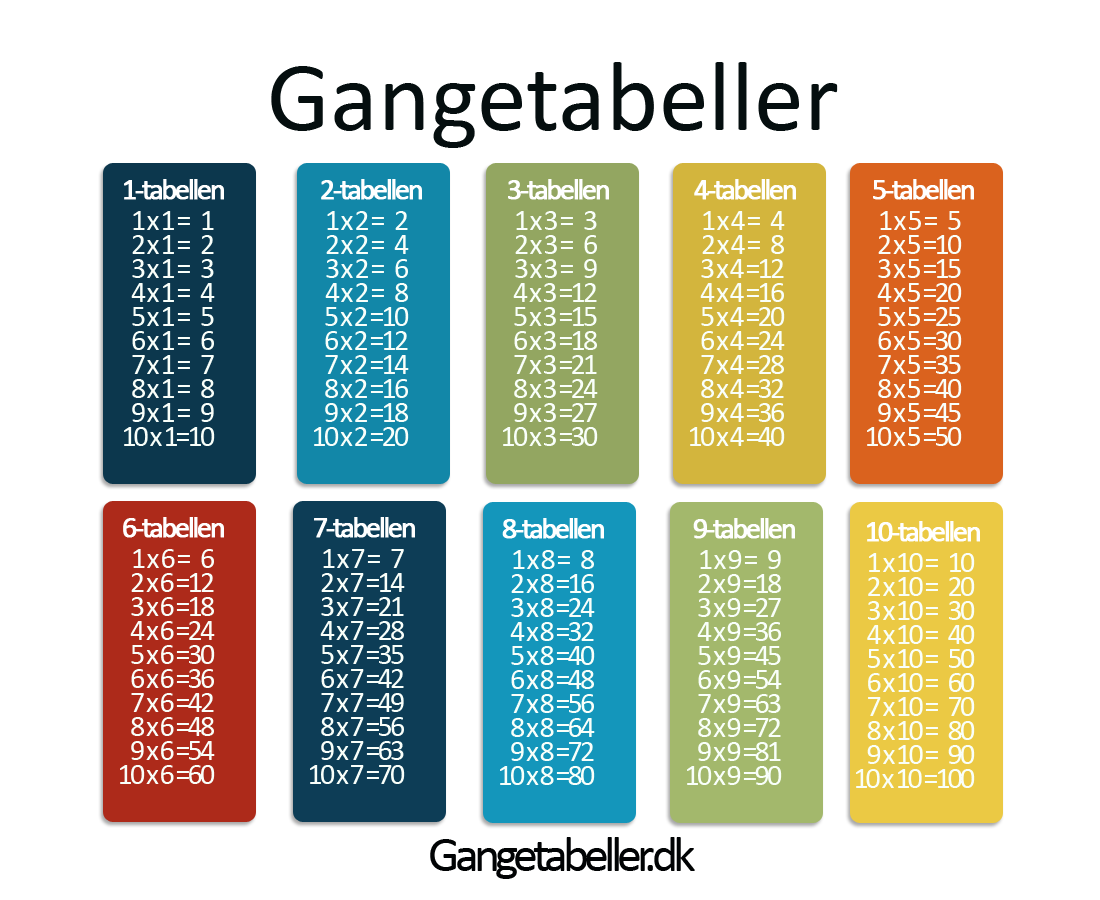 Gangetabeller
1-tabellen
1x1= 1
2x1= 2
3x1= 3
4x1= 4
5x1= 5
6x1= 6
7x1= 7
8x1= 8
9x1= 9
10x1=10
2-tabellen
1x2= 2
2x2= 4
3x2= 6
4x2= 8
5x2=10
6x2=12
7x2=14
8x2=16
9x2=18
10x2=20
3-tabellen
1x3= 3
2x3= 6
3x3= 9
4x3=12
5x3=15
6x3=18
7x3=21
8x3=24
9x3=27
10x3=30
4-tabellen
1x4= 4
2x4= 8
3x4=12
4x4=16
5x4=20
6x4=24
7x4=28
8x4=32
9x4=36
10x4=40
5-tabellen
1x5= 5
2x5=10
3x5=15
4x5=20
5x5=25
6x5=30
7x5=35
8x5=40
9x5=45
10x5=50
6-tabellen
1x6= 6
2x6=12
3x6=18
4x6=24
5x6=30
6x6=36
7x6=42
8x6=48
9x6=54
10x6=60
7-tabellen
1x7= 7
2x7=14
3x7=21
4x7=28
5x7=35
6x7=42
7x7=49
8x7=56
9x7=63
10x7=70
8-tabellen
1x8= 8
2x8=16
3x8=24
4x8=32
5x8=40
6x8=48
7x8=56
8x8=64
9x8=72
10x8=80
9-tabellen
1x9= 9
2x9=18
3x9=27
4x9=36
5x9=45
6x9=54
7x9=63
8x9=72
9x9=81
10x9=90
10-tabellen
1x10= 10
2x10= 20
3x10= 30
4x10= 40
5x10= 50
6x10= 60
7x10= 70
8x10= 80
9x10= 90
10x10=100
Gangetabeller.dk